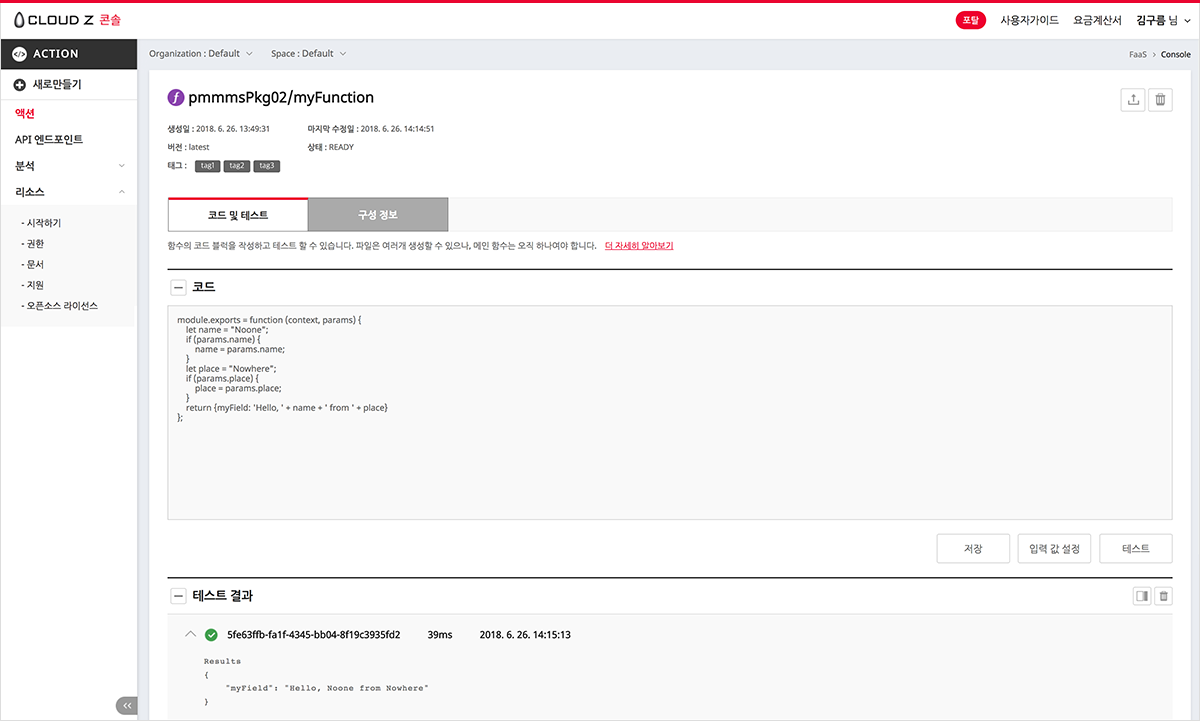 CLOUD Z 콘솔
포탈 사용자가이드 요금계산서 김구름 님
ACTION
Organization : Default Space : Default
FaaS > Console
새로만들기
액션
API 엔드포인트
분석
리소스
- 시작하기
- 권한
- 문서
- 지원
- 오픈소스 라이선스
f pmmmsPkg02/myFunction
생성일 : 2018. 6. 26. 13:49:31 마지막 수정일 : 2018. 6. 26. 14:14:51
버전 : latest 상태 : READY
태그 : tag1 tag2 tag3
코드 및 테스트 구성 정보
함수의 코드 블럭을 작성하고 테스트 할 수 있습니다. 파일은 여러개 생성할 수 있으나, 메인 함수는 오직 하나여야 합니다. 더 자세히 알아보기
코드
module.exports = function (context, params) {
let name = "Noone";
if (params.name) {
name = params.name;
}
let place = "Nowhere";
if (params.place) {
place = params.place;
}
return {myField: 'Hello, ' + name + ' from ' + place}
};
저장 입력 값 설정 테스트
테스트 결과
5fe63ffb-fa1f-4345-bb04-8f19c3935fd2 39ms 2018. 6. 26. 14:15:13
Results
{
"myField": "Hello, Noone from Nowhere"
}